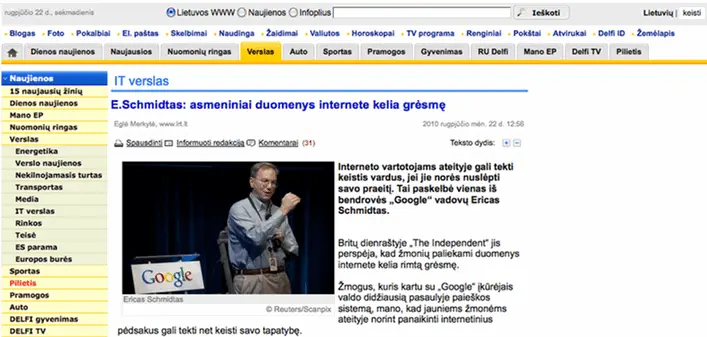 rugpjūčio 22 d., sekmadienis
Lietuvos WWW Naujienos Infoplius Ieškoti Lietuvių | keisti
Blogas Foto Pokalbiai El. paštas Skelbimai Naudinga Žaidimai Valiutos Horoskopai TV programa Renginiai Pokštai Atvirukai Delfi ID Žemėlapis
Dienos naujienos Naujausios Nuomonių ringas Verslas Auto Sportas Pramogos Gyvenimas RU Delfi Mano EP Delfi TV Pilietis
Naujienos
15 naujausių žinių
Dienos naujienos
Mano EP
Nuomonių ringas
Verslas
Energetika
Verslo naujienos
Nekilnojamasis turtas
Transportas
Media
IT verslas
Rinkos
Teisė
ES parama
Europos burės
Sportas
Pilietis
Pramogos
Auto
DELFI gyvenimas
DELFI TV
IT verslas
E.Schmidtas: asmeniniai duomenys internete kelia grėsmę
Eglė Merkytė, www.lrt.lt 2010 rugpjūčio mėn. 22 d. 12:56
Spausdinti Informuoti redakciją Komentarai (31) Teksto dydis: + -
Google
Ericas Schmidtas
© Reuters/Scanpix
Interneto vartotojams ateityje gali tekti
keistis vardus, jei jie norės nuslėpti
savo praeitį. Tai paskelbė vienas iš
bendrovės „Google“ vadovų Ericas
Schmidtas.
Britų dienraštyje „The Independent“ jis
perspėja, kad žmonių paliekami duomenys
internete kelia rimtą grėsmę.
Žmogus, kuris kartu su „Google“ įkūrėjais
valdo didžiausią pasaulyje paieškos
sistemą, mano, kad jauniems žmonėms
ateityje norint panaikinti internetinius
pėdsakus gali tekti net keisti savo tapatybę.